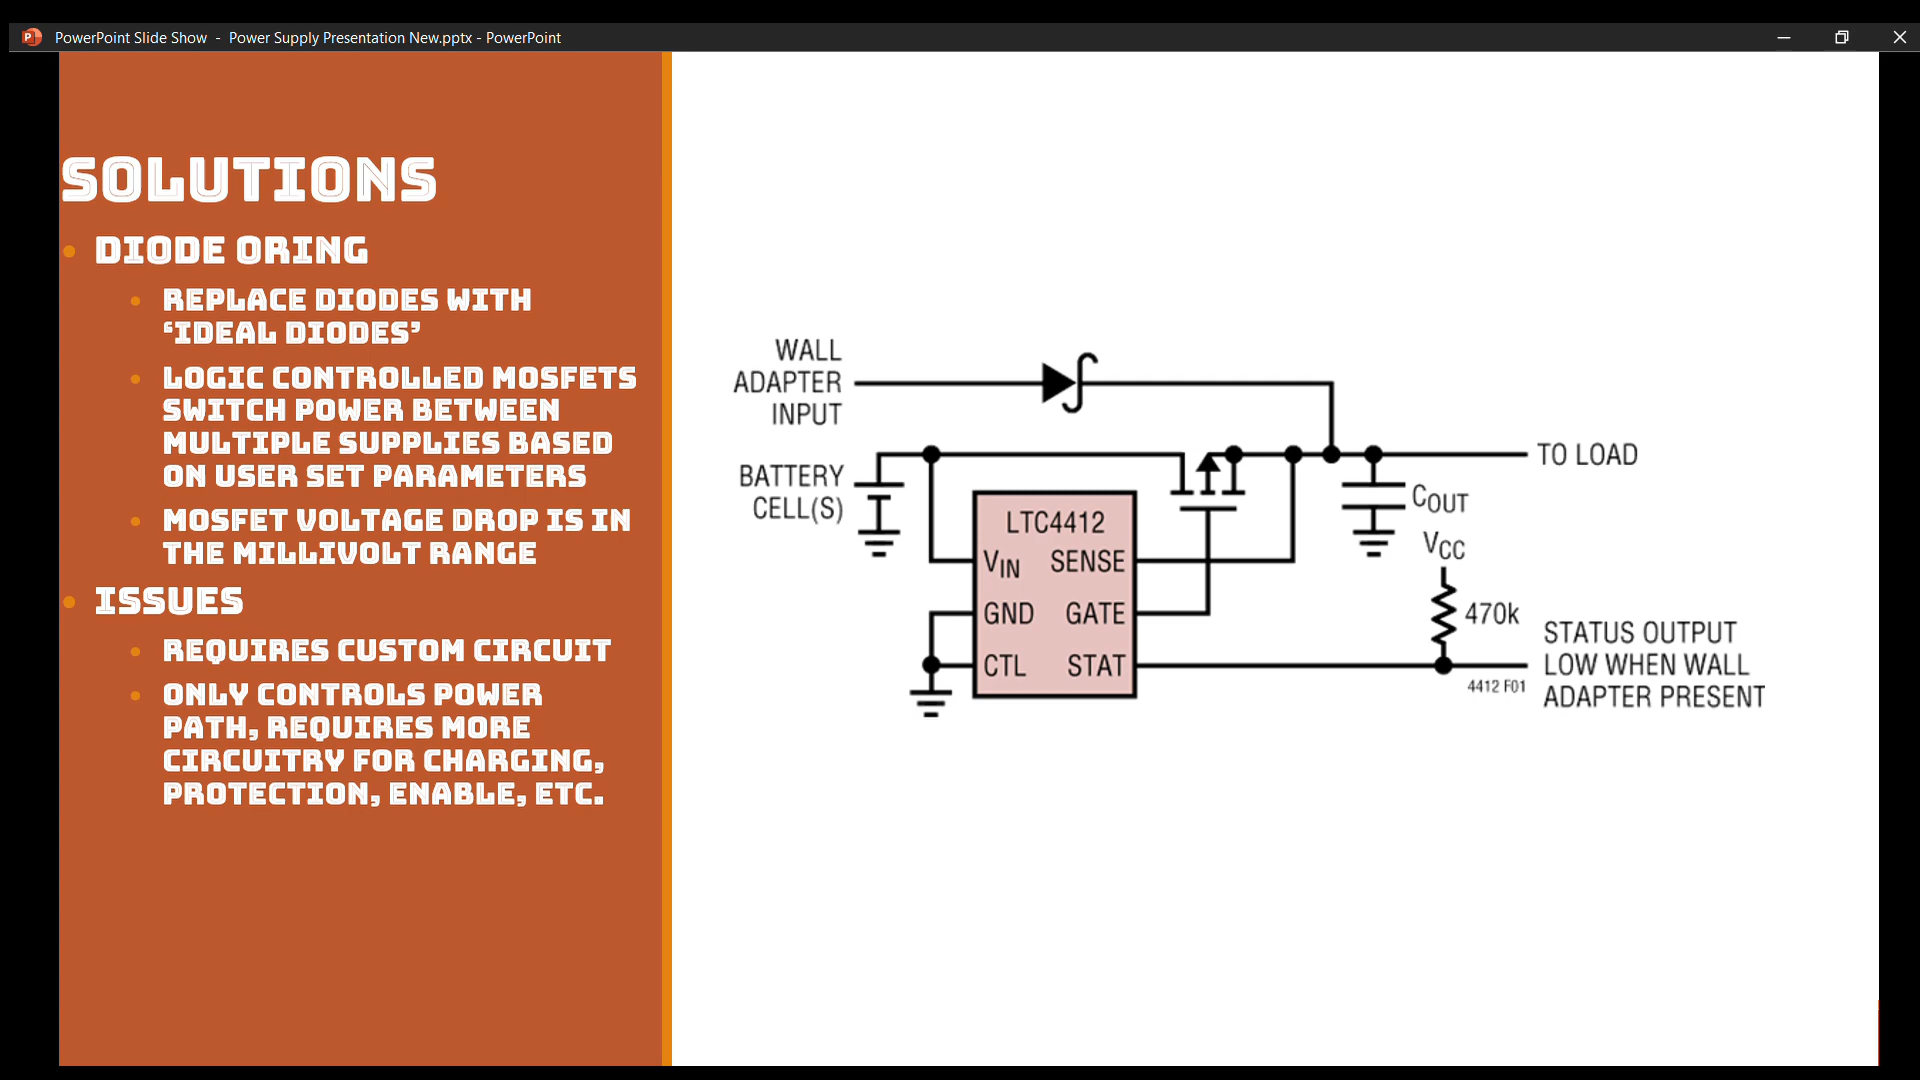 PowerPoint Slide Show - Power Supply Presentation New.pptx - PowerPoint
SOLUTIONS
• DIODE ORING
• REPLACE DIODES WITH
‘IDEAL DIODES’
• LOGIC CONTROLLED MOSFETS
SWITCH POWER BETWEEN
MULTIPLE SUPPLIES BASED
ON USER SET PARAMETERS
• MOSFET VOLTAGE DROP IS IN
THE MILLIVOLT RANGE
• ISSUES
• REQUIRES CUSTOM CIRCUIT
• ONLY CONTROLS POWER
PATH, REQUIRES MORE
CIRCUITRY FOR CHARGING,
PROTECTION, ENABLE, ETC.
WALL
ADAPTER
INPUT
BATTERY
CELL(S)
TO LOAD
COUT
LTC4412
VIN SENSE
GND GATE
CTL STAT
VCC
470k
STATUS OUTPUT
LOW WHEN WALL
ADAPTER PRESENT
4412 F01